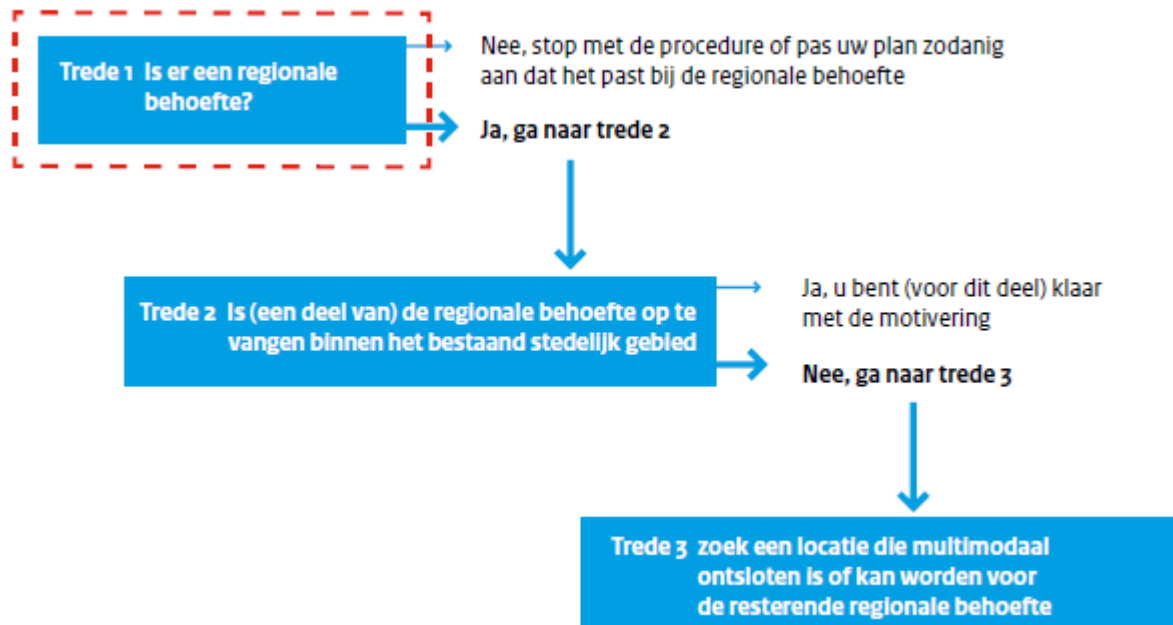 Trede 1 Is er een regionale
behoefte?
Nee, stop met de procedure of pas uw plan zodanig
aan dat het past bij de regionale behoefte
Ja, ga naar trede 2
Trede 2 Is (een deel van) de regionale behoefte op te
vangen binnen het bestaand stedelijk gebied
Ja, u bent (voor dit deel) klaar
met de motivering
Nee, ga naar trede 3
Trede 3 zoek een locatie die multimodaal
ontsloten is of kan worden voor
de resterende regionale behoefte